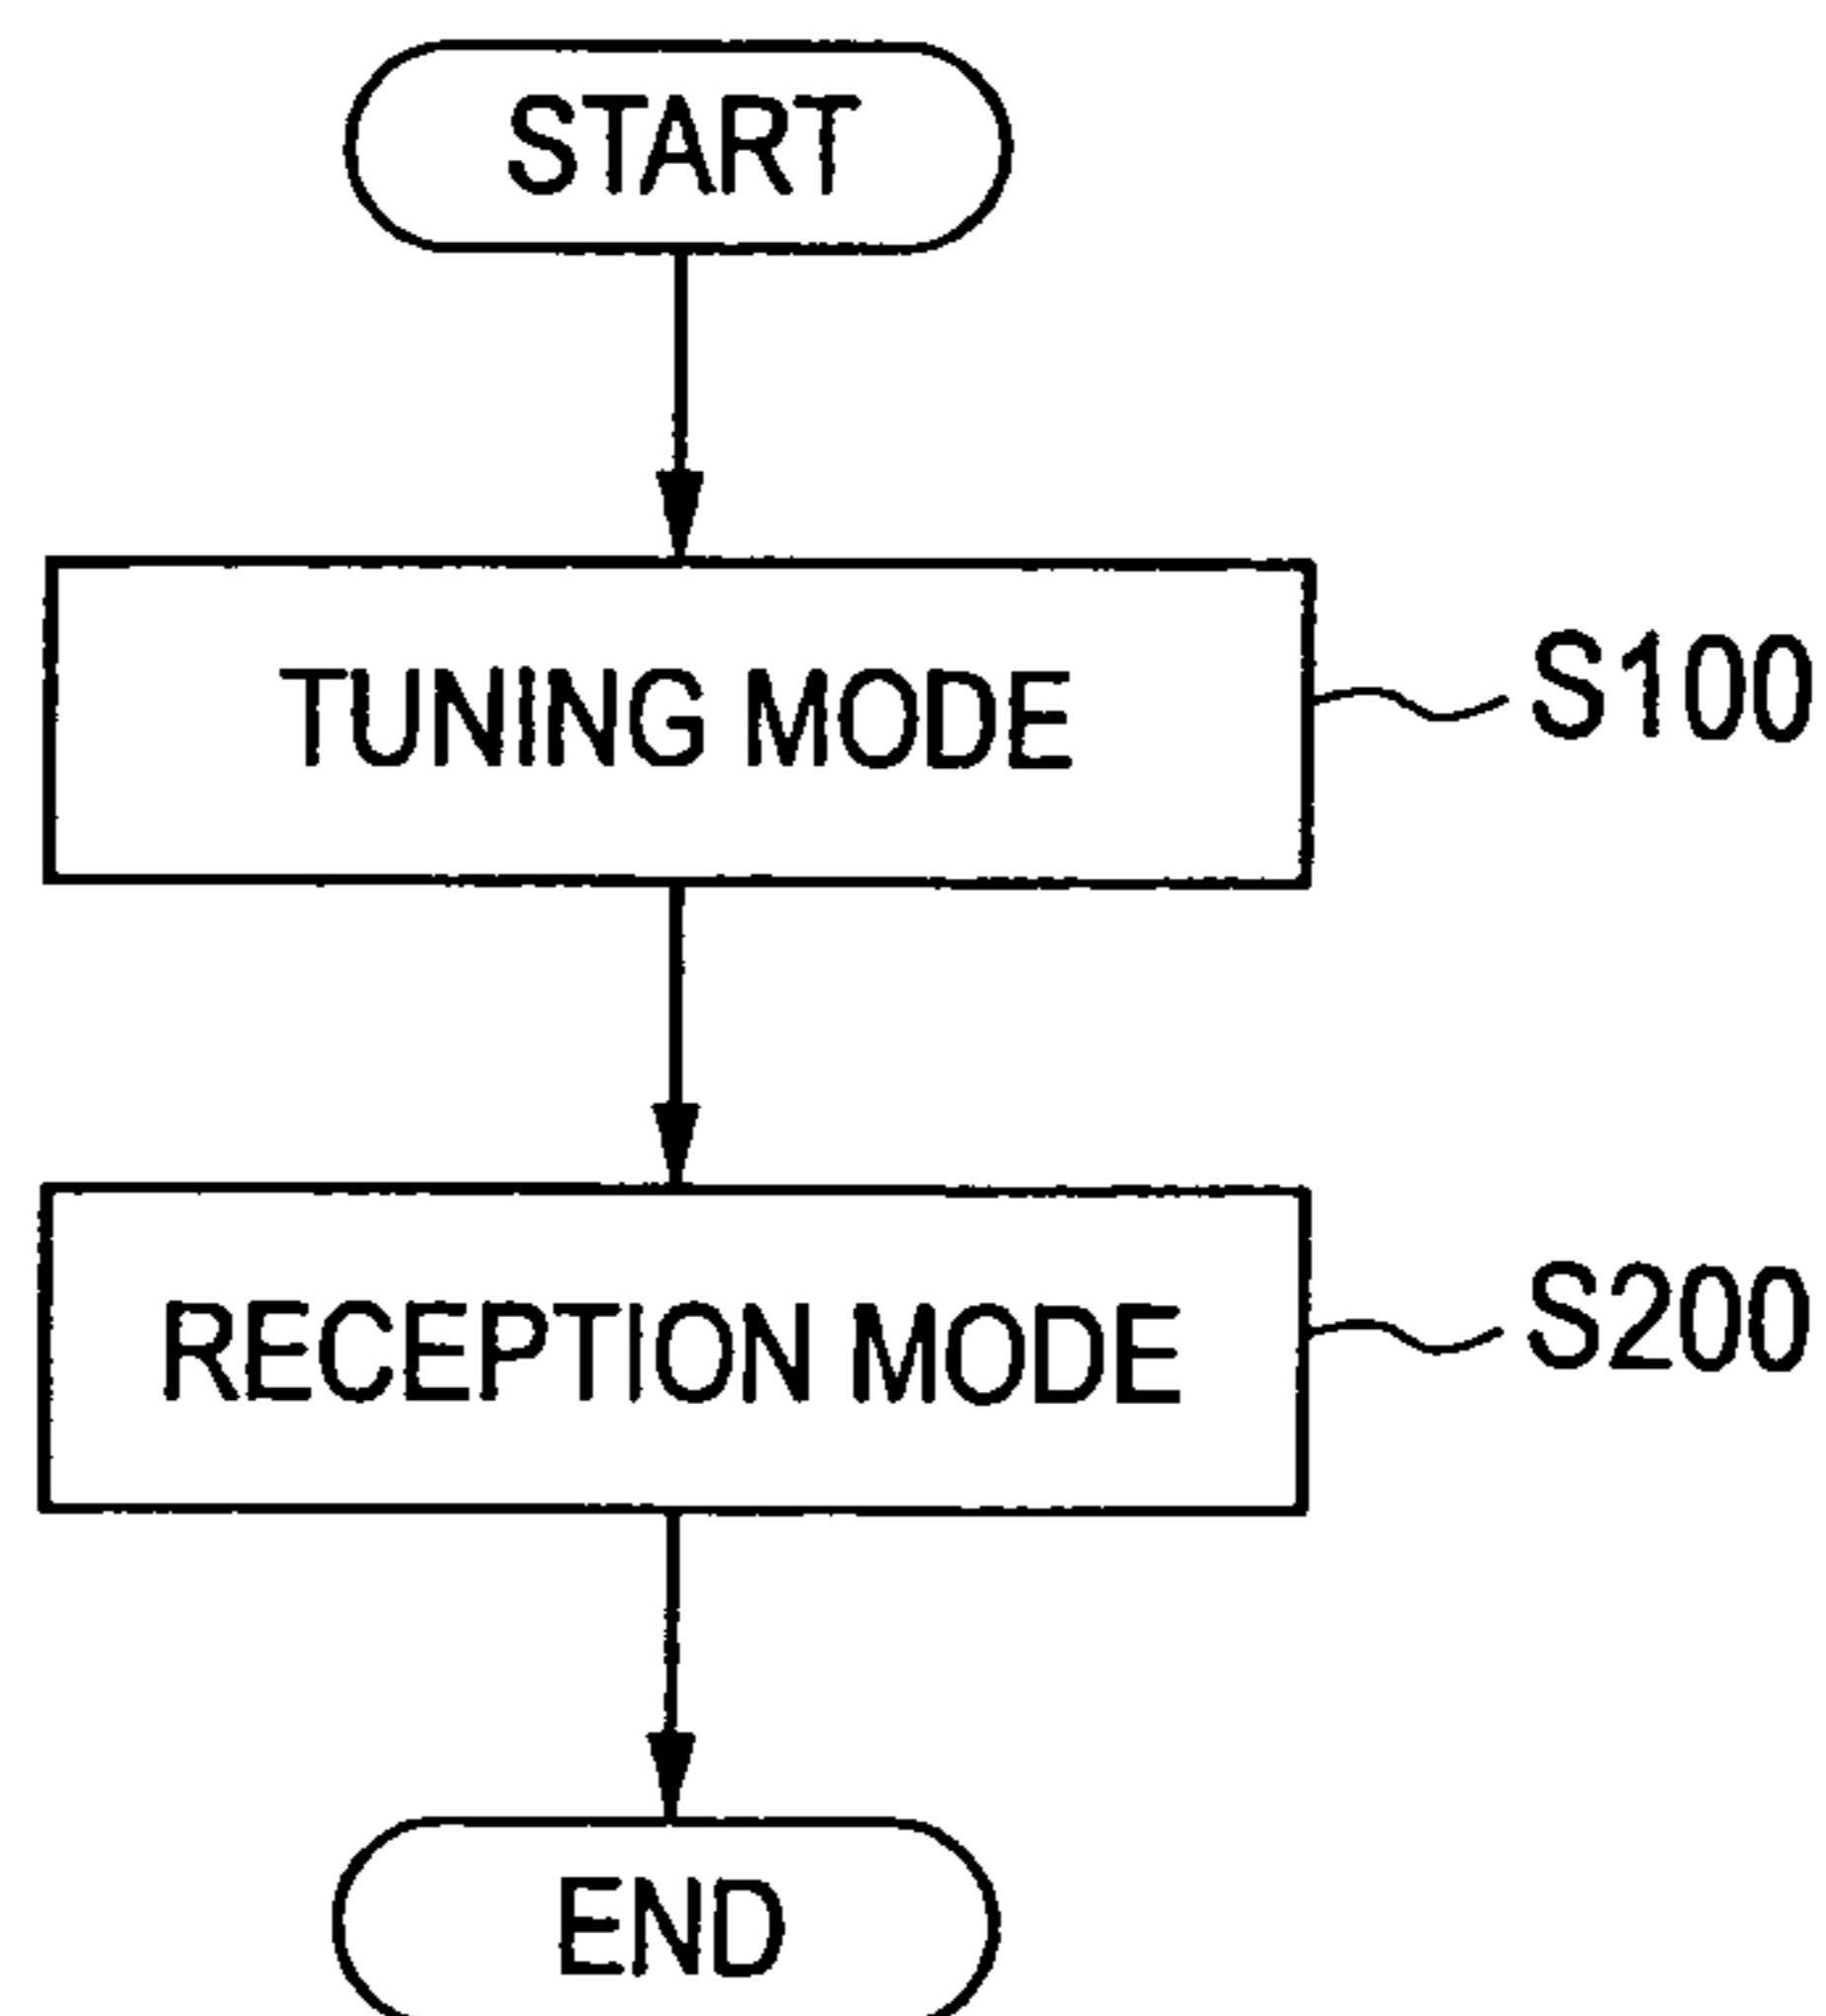 START
TUNING MODE
S100
RECEPTION MODE
S200
END